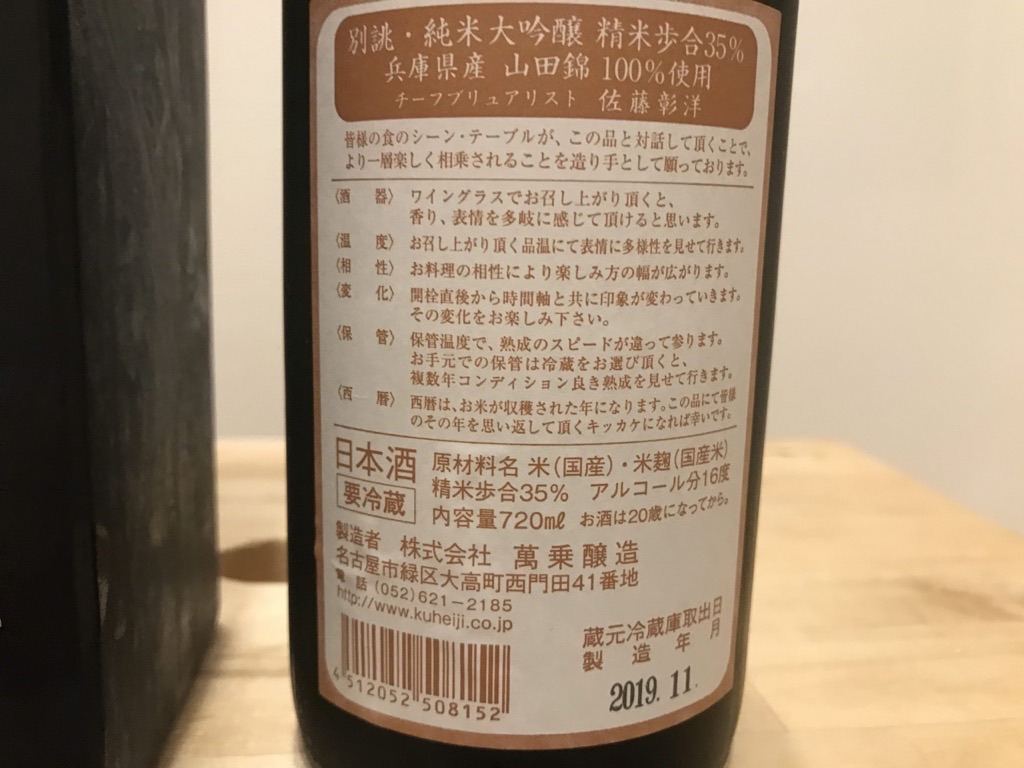 別誂・純米大吟醸 精米歩合35%
兵庫県産 山田錦 100%使用
チーフブリュアリスト 佐藤彰洋
皆様の食のシーン・テーブルが、この品と対話して頂くことで、
より一層楽しく相乗されることを造り手として願っております。
〈酒 器〉 ワイングラスでお召し上がり頂くと、
香り、表情を多岐に感じて頂けると思います。
〈温 度〉 お召し上がり頂く品温にて表情に多様性を見せて行きます。
〈相 性〉 お料理の相性により楽しみ方の幅が広がります。
〈変 化〉 開栓直後から時間軸と共に印象が変わっていきます。
その変化をお楽しみ下さい。
〈保 管〉 保管温度で、熟成のスピードが違って参ります。
お手元での保管は冷蔵をお選び頂くと、
複数年コンディション良き熟成を見せて行きます。
〈西 暦〉 西暦は、お米が収穫された年になります。この品にて皆様
のその年を思い返して頂くキッカケになれば幸いです。
日本酒 原材料名 米(国産)・米麹(国産米)
要冷蔵 精米歩合35% アルコール分16度
内容量720mℓ お酒は20歳になってから。
製造者 株式会社 萬乗醸造
名古屋市緑区大高町西門田41番地
電話 (052)621-2185
http://www.kuheiji.co.jp
蔵元冷蔵庫取出日
製造年月
2019.11.
4 512052 508152